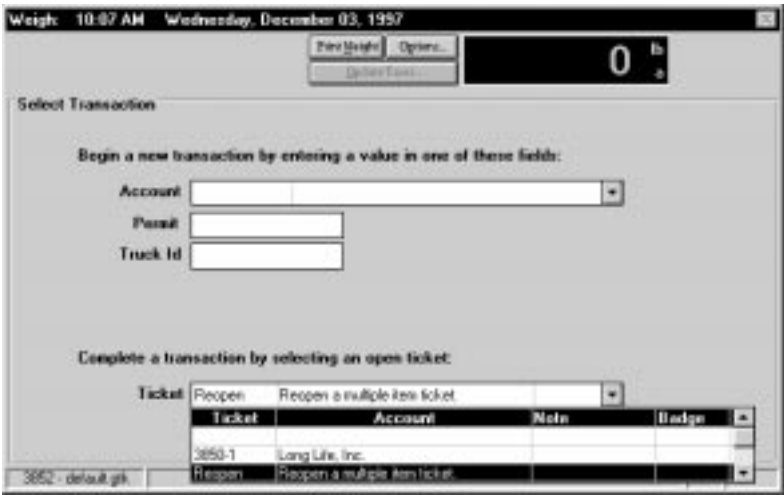 Weigh: 10:07 AM Wednesday, December 03, 1997
Print Weight Options...
0 lb
Select Transaction
Begin a new transaction by entering a value in one of these fields:
Account
Permit
Truck Id
Complete a transaction by selecting an open ticket:
Ticket Reopen Reopen a multiple item ticket.
Ticket Account Note Badge
3850-1 Long Life, Inc.
Reopen Reopen a multiple item ticket.
3852 - default.gtk